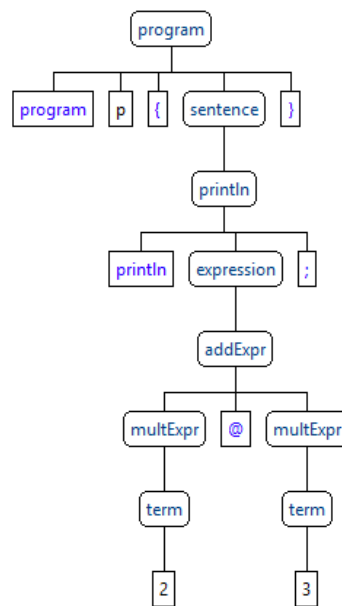 program
program p { sentence }
println
println expression ;
addExpr
multExpr @ multExpr
term term
2 3